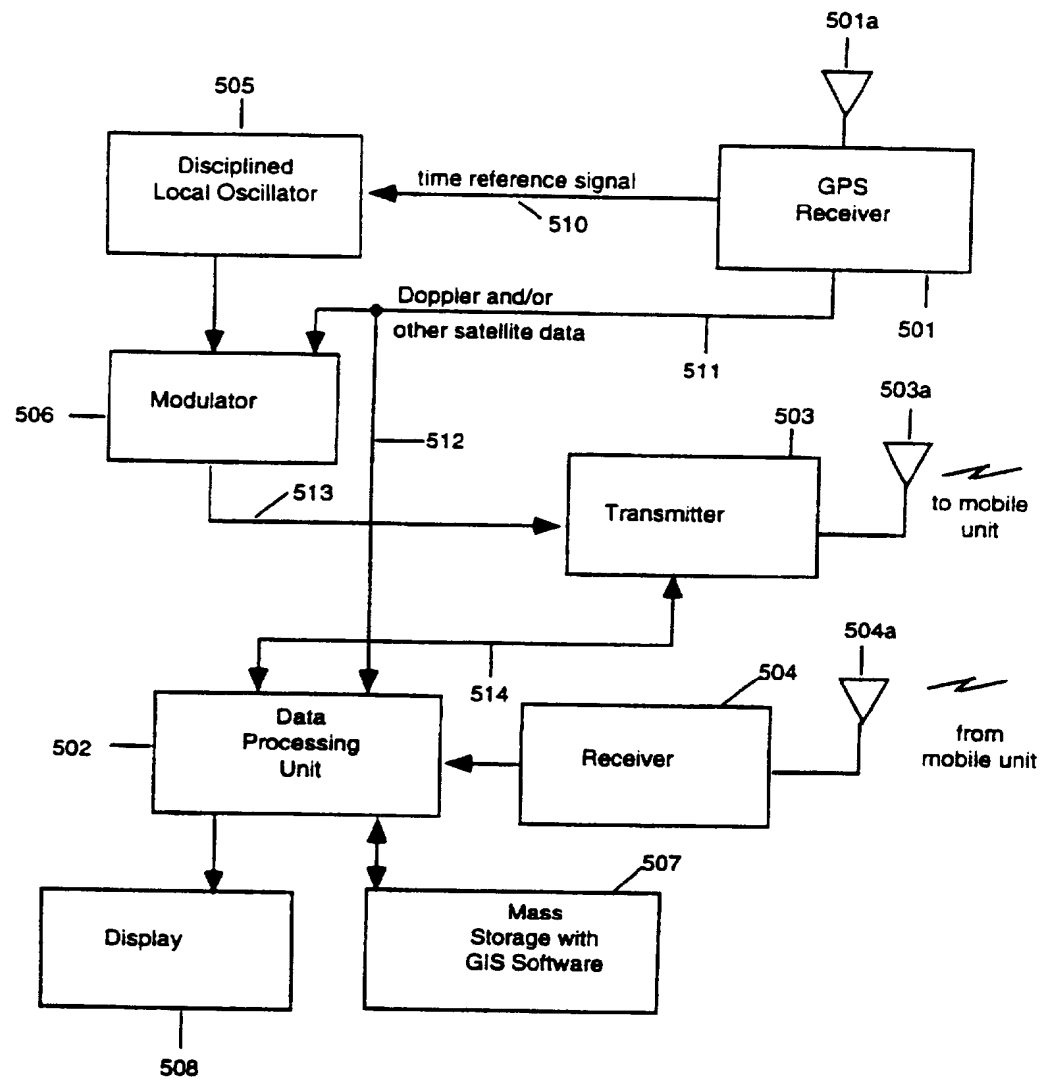 501a
505
Disciplined
Local Oscillator
time reference signal
510
GPS
Receiver
501
Doppler and/or
other satellite data
511
506
Modulator
512
503
503a
513
Transmitter
to mobile
unit
514
504
504a
502
Data
Processing
Unit
Receiver
from
mobile unit
507
Display
Mass
Storage with
GIS Software
508